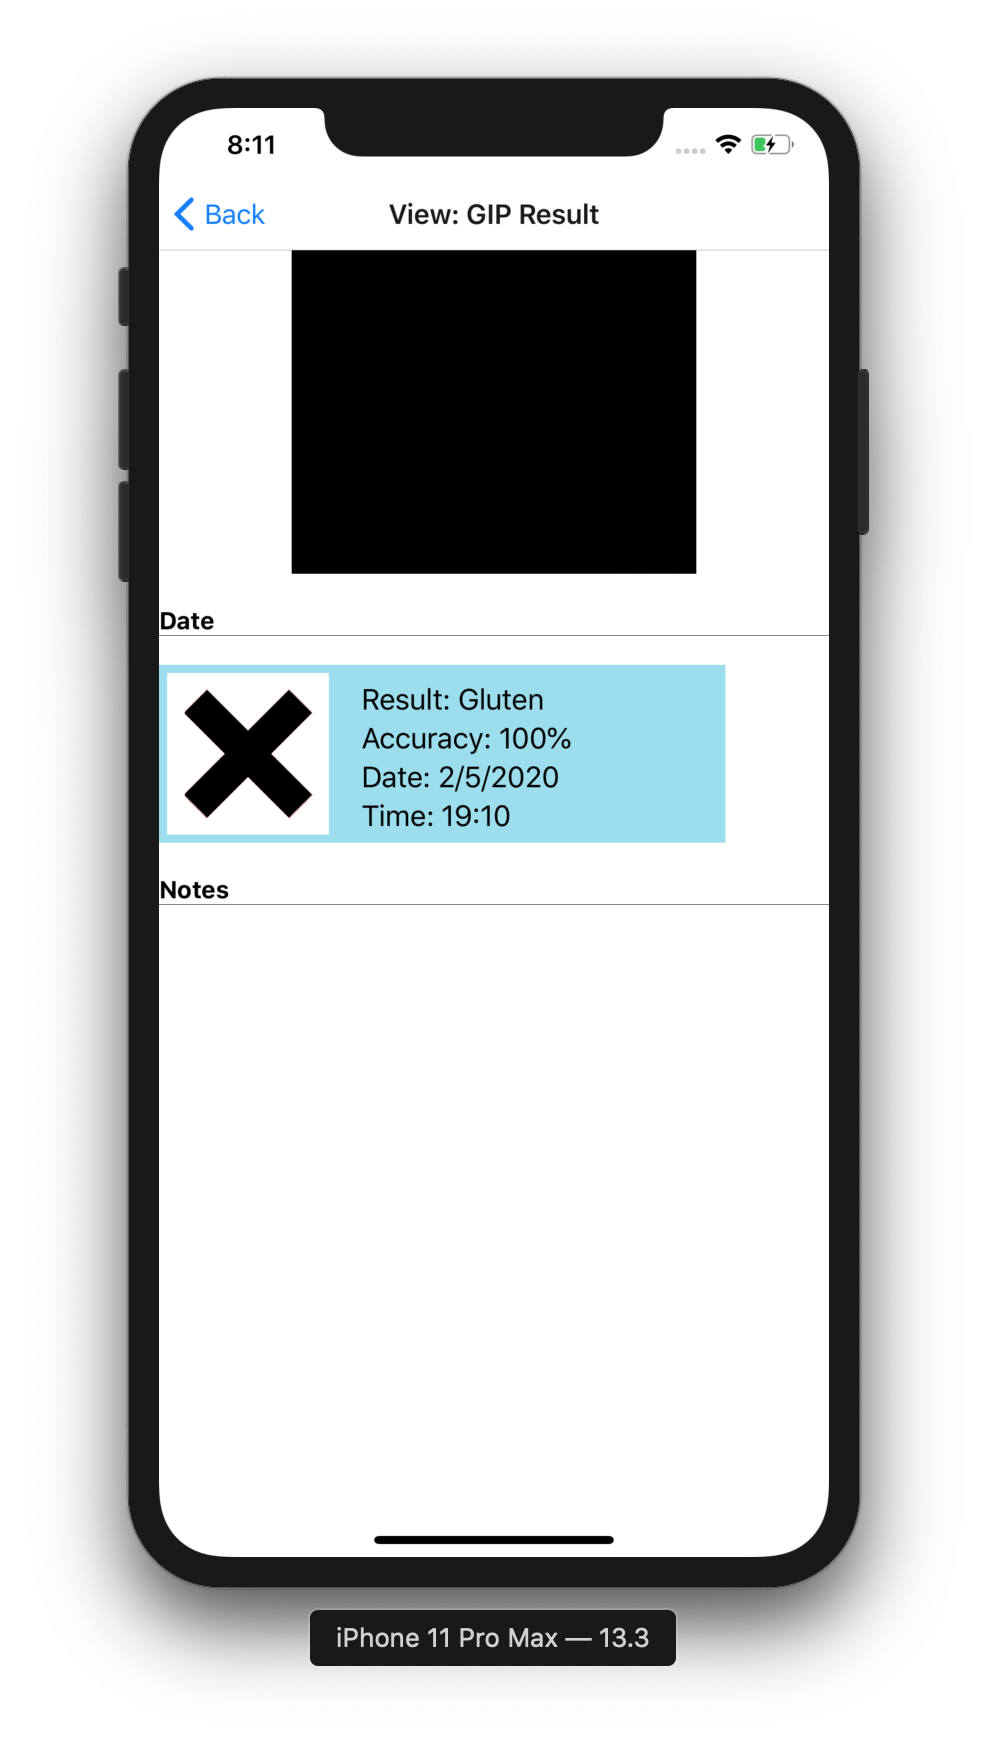 8:11
Back
View: GIP Result
Date
Result: Gluten
Accuracy: 100%
Date: 2/5/2020
Time: 19:10
Notes
iPhone 11 Pro Max — 13.3